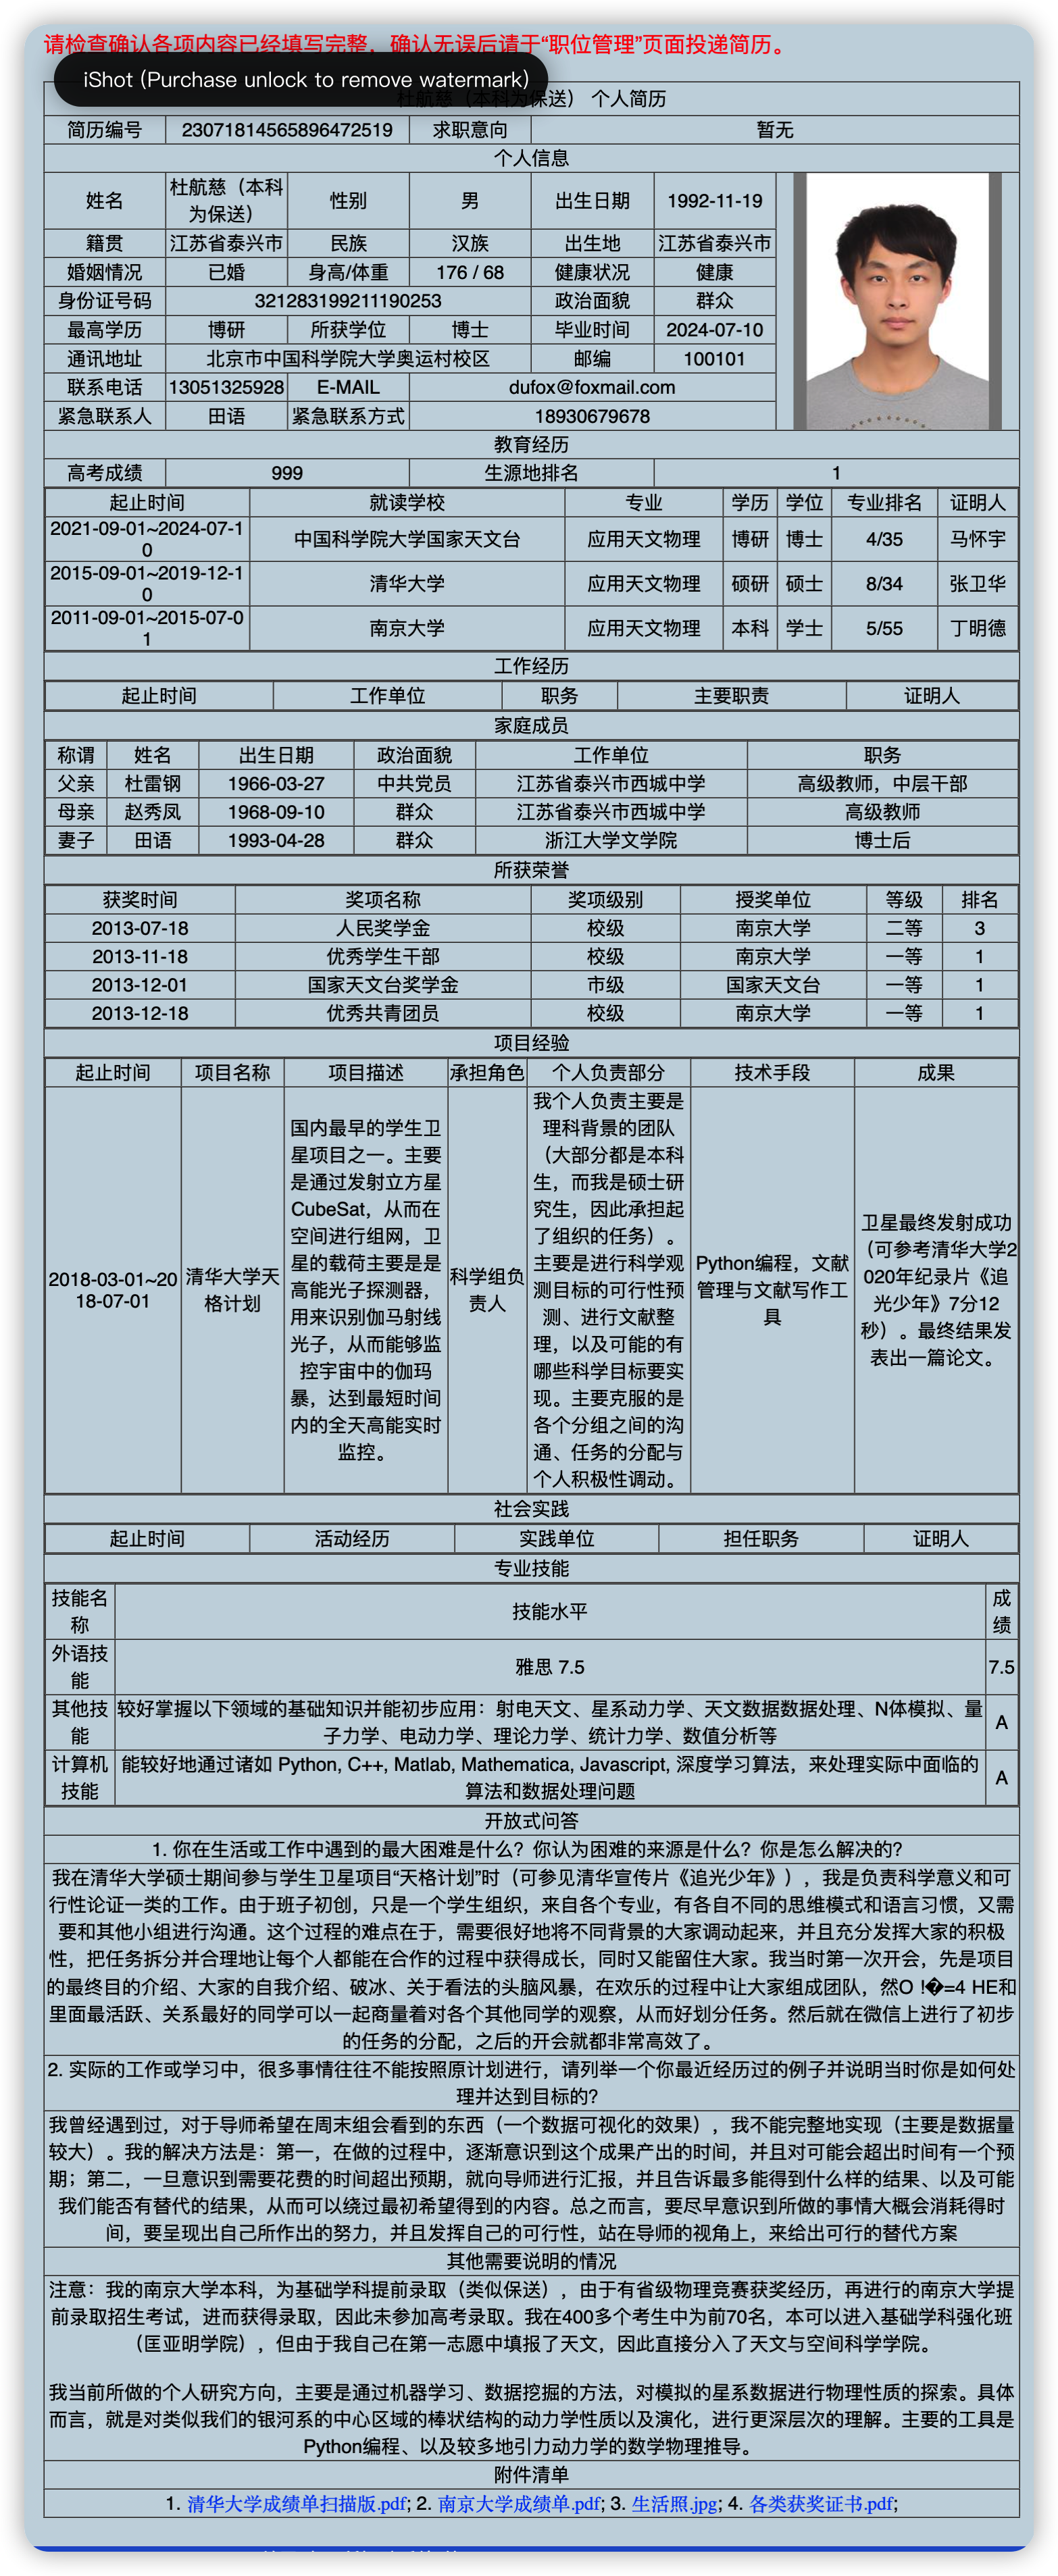 请检查确认各项内容已经填写完整，确认无误后请于“职位管理”页面投递简历。
iShot (Purchase unlock to remove watermark)
杜航慈（本科为保送） 个人简历
简历编号 23071814565896472519 求职意向 暂无
个人信息
姓名 杜航慈（本科为保送） 性别 男 出生日期 1992-11-19
籍贯 江苏省泰兴市 民族 汉族 出生地 江苏省泰兴市
婚姻情况 已婚 身高/体重 176 / 68 健康状况 健康
身份证号码 321283199211190253 政治面貌 群众
最高学历 博研 所获学位 博士 毕业时间 2024-07-10
通讯地址 北京市中国科学院大学奥运村校区 邮编 100101
联系电话 13051325928 E-MAIL dufox@foxmail.com
紧急联系人 田语 紧急联系方式 18930679678
教育经历
高考成绩 999 生源地排名 1
起止时间 就读学校 专业 学历 学位 专业排名 证明人
2021-09-01~2024-07-10 中国科学院大学国家天文台 应用天文物理 博研 博士 4/35 马怀宇
2015-09-01~2019-12-10 清华大学 应用天文物理 硕研 硕士 8/34 张卫华
2011-09-01~2015-07-01 南京大学 应用天文物理 本科 学士 5/55 丁明德
工作经历
起止时间 工作单位 职务 主要职责 证明人
家庭成员
称谓 姓名 出生日期 政治面貌 工作单位 职务
父亲 杜雷钢 1966-03-27 中共党员 江苏省泰兴市西城中学 高级教师，中层干部
母亲 赵秀凤 1968-09-10 群众 江苏省泰兴市西城中学 高级教师
妻子 田语 1993-04-28 群众 浙江大学文学院 博士后
所获荣誉
获奖时间 奖项名称 奖项级别 授奖单位 等级 排名
2013-07-18 人民奖学金 校级 南京大学 二等 3
2013-11-18 优秀学生干部 校级 南京大学 一等 1
2013-12-01 国家天文台奖学金 市级 国家天文台 一等 1
2013-12-18 优秀共青团员 校级 南京大学 一等 1
项目经验
起止时间 项目名称 项目描述 承担角色 个人负责部分 技术手段 成果
2018-03-01~2018-07-01
清华大学天格计划
国内最早的学生卫
星项目之一。主要
是通过发射立方星
CubeSat，从而在
空间进行组网，卫
星的载荷主要是是
高能光子探测器，
用来识别伽马射线
光子，从而能够监
控宇宙中的伽玛
暴，达到最短时间
内的全天高能实时
监控。
科学组负责人
我个人负责主要是
理科背景的团队
（大部分都是本科
生，而我是硕士研
究生，因此承担起
了组织的任务）。
主要是进行科学观
测目标的可行性预
测、进行文献整
理，以及可能的有
哪些科学目标要实
现。主要克服的是
各个分组之间的沟
通、任务的分配与
个人积极性调动。
Python编程，文献
管理与文献写作工
具
卫星最终发射成功
（可参考清华大学2
020年纪录片《追
光少年》7分12
秒）。最终结果发
表出一篇论文。
社会实践
起止时间 活动经历 实践单位 担任职务 证明人
专业技能
技能名称 技能水平 成绩
外语技能 雅思 7.5 7.5
其他技能 较好掌握以下领域的基础知识并能初步应用：射电天文、星系动力学、天文数据数据处理、N体模拟、量
子力学、电动力学、理论力学、统计力学、数值分析等 A
计算机技能 能较好地通过诸如 Python, C++, Matlab, Mathematica, Javascript, 深度学习算法，来处理实际中面临的
算法和数据处理问题 A
开放式问答
1. 你在生活或工作中遇到的最大困难是什么？你认为困难的来源是什么？你是怎么解决的?
我在清华大学硕士期间参与学生卫星项目“天格计划”时（可参见清华宣传片《追光少年》），我是负责科学意义和可
行性论证一类的工作。由于班子初创，只是一个学生组织，来自各个专业，有各自不同的思维模式和语言习惯，又需
要和其他小组进行沟通。这个过程的难点在于，需要很好地将不同背景的大家调动起来，并且充分发挥大家的积极
性，把任务拆分并合理地让每个人都能在合作的过程中获得成长，同时又能留住大家。我当时第一次开会，先是项目
的最终目的介绍、大家的自我介绍、破冰、关于看法的头脑风暴，在欢乐的过程中让大家组成团队，然O !�=4 HE和
里面最活跃、关系最好的同学可以一起商量着对各个其他同学的观察，从而好划分任务。然后就在微信上进行了初步
的任务的分配，之后的开会就都非常高效了。
2. 实际的工作或学习中，很多事情往往不能按照原计划进行，请列举一个你最近经历过的例子并说明当时你是如何处
理并达到目标的?
我曾经遇到过，对于导师希望在周末组会看到的东西（一个数据可视化的效果），我不能完整地实现（主要是数据量
较大）。我的解决方法是：第一，在做的过程中，逐渐意识到这个成果产出的时间，并且对可能会超出时间有一个预
期；第二，一旦意识到需要花费的时间超出预期，就向导师进行汇报，并且告诉最多能得到什么样的结果、以及可能
我们能否有替代的结果，从而可以绕过最初希望得到的内容。总之而言，要尽早意识到所做的事情大概会消耗得时
间，要呈现出自己所作出的努力，并且发挥自己的可行性，站在导师的视角上，来给出可行的替代方案
其他需要说明的情况
注意：我的南京大学本科，为基础学科提前录取（类似保送），由于有省级物理竞赛获奖经历，再进行的南京大学提
前录取招生考试，进而获得录取，因此未参加高考录取。我在400多个考生中为前70名，本可以进入基础学科强化班
（匡亚明学院），但由于我自己在第一志愿中填报了天文，因此直接分入了天文与空间科学学院。
我当前所做的个人研究方向，主要是通过机器学习、数据挖掘的方法，对模拟的星系数据进行物理性质的探索。具体
而言，就是对类似我们的银河系的中心区域的棒状结构的动力学性质以及演化，进行更深层次的理解。主要的工具是
Python编程、以及较多地引力动力学的数学物理推导。
附件清单
1. 清华大学成绩单扫描版.pdf; 2. 南京大学成绩单.pdf; 3. 生活照.jpg; 4. 各类获奖证书.pdf;